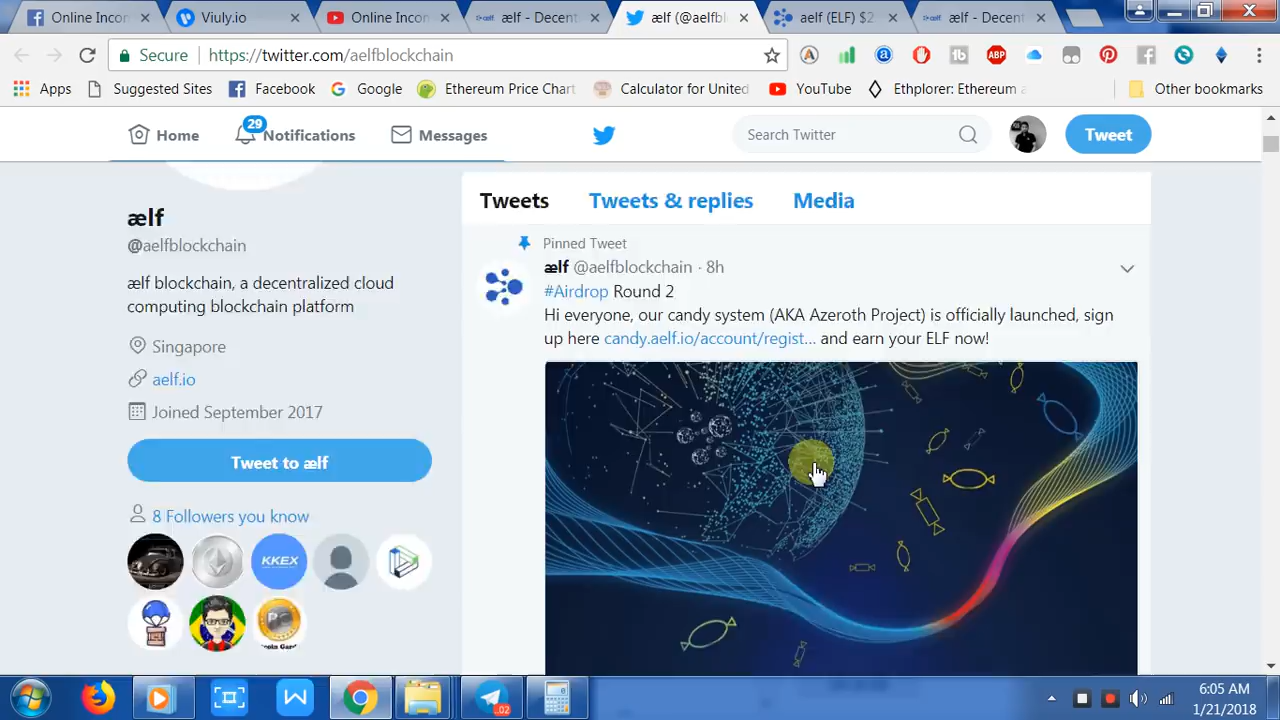 Online Incon
Viuly.io
Online Incon
ælf - Decent
ælf (@aelfbl
aelf (ELF) $2
ælf - Decent
Secure https://twitter.com/aelfblockchain
Apps Suggested Sites Facebook Google Ethereum Price Chart Calculator for United YouTube Ethplorer: Ethereum Other bookmarks
29
Home Notifications Messages Search Twitter Tweet
Tweets Tweets & replies Media
ælf
@aelfblockchain
ælf blockchain, a decentralized cloud
computing blockchain platform
Singapore
aelf.io
Joined September 2017
Tweet to ælf
8 Followers you know
KKEX
Pinned Tweet
ælf @aelfblockchain · 8h
#Airdrop Round 2
Hi everyone, our candy system (AKA Azeroth Project) is officially launched, sign
up here candy.aelf.io/account/regist... and earn your ELF now!
6:05 AM
1/21/2018